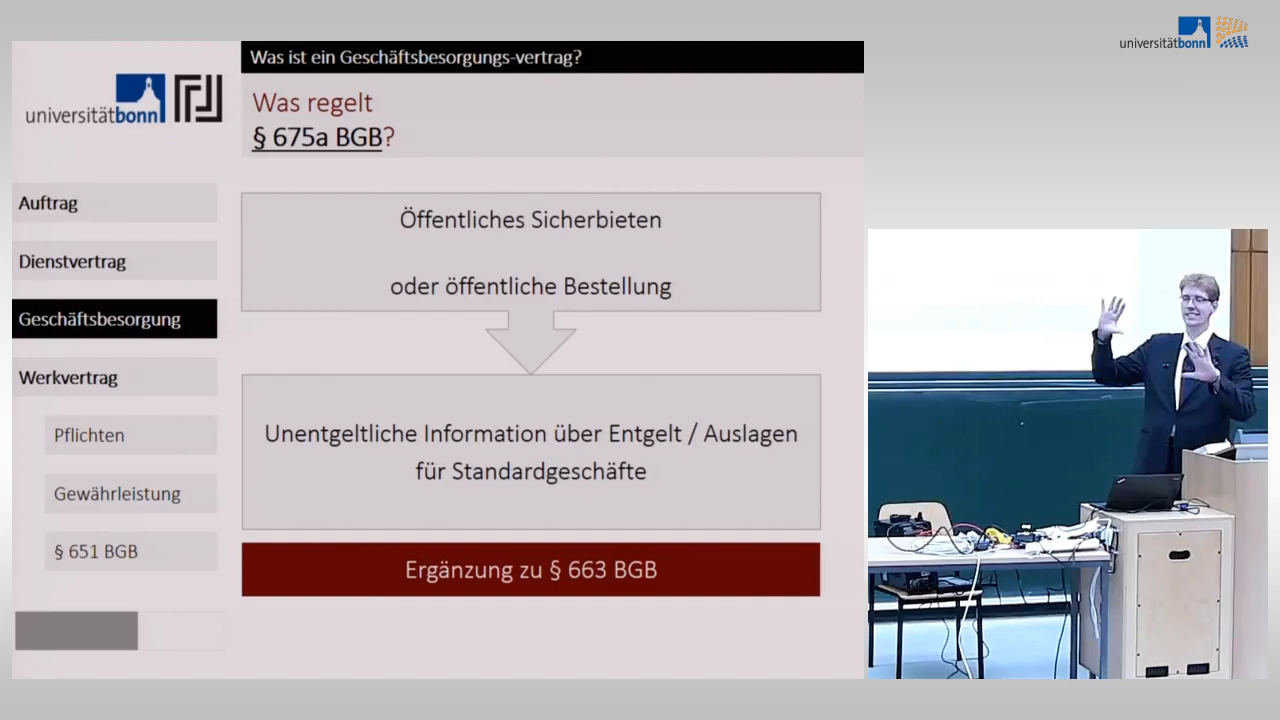 universitätbonn
Was ist ein Geschäftsbesorgungs-vertrag?
universitätbonn
Was regelt
§ 675a BGB?
Auftrag
Dienstvertrag
Geschäftsbesorgung
Werkvertrag
Pflichten
Gewährleistung
§ 651 BGB
Öffentliches Sicherbieten
oder öffentliche Bestellung
Unentgeltliche Information über Entgelt / Auslagen
für Standardgeschäfte
Ergänzung zu § 663 BGB